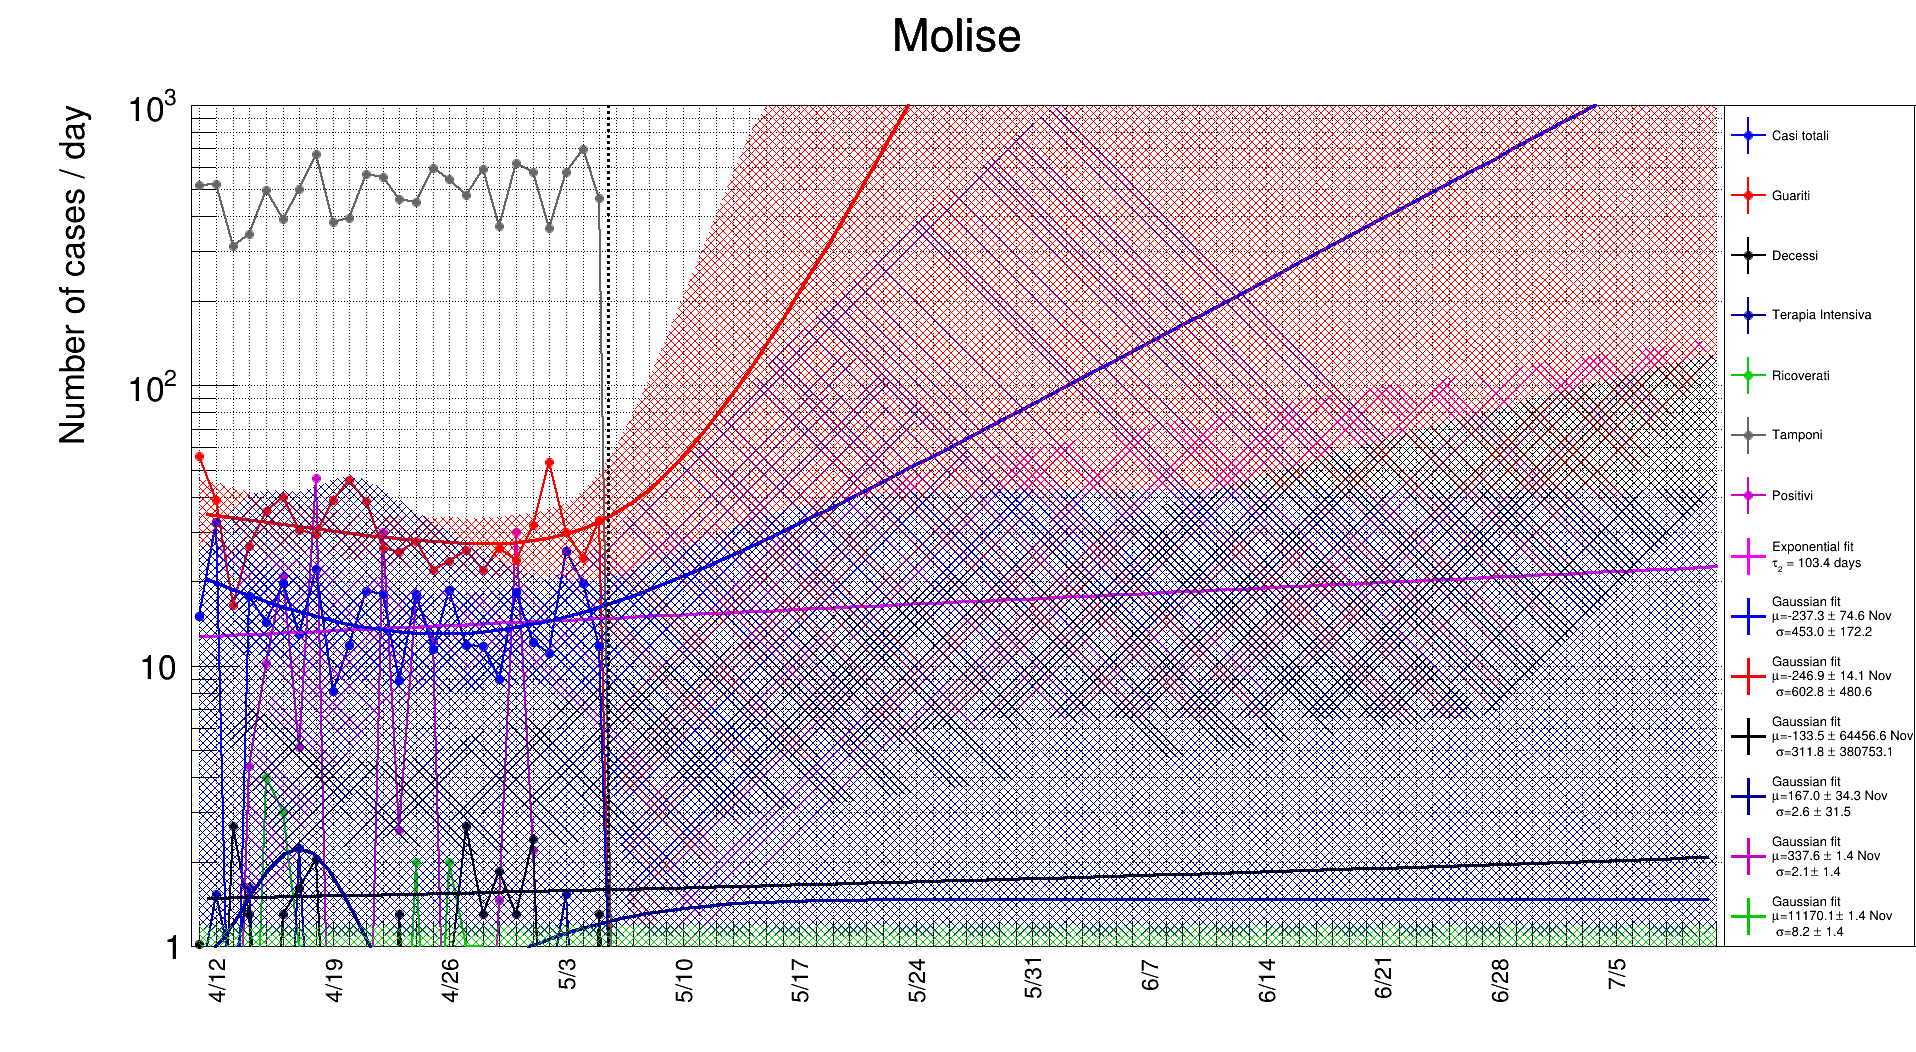 Molise
Number of cases / day
10³
10²
10
1
4/12
4/19
4/26
5/3
5/10
5/17
5/24
5/31
6/7
6/14
6/21
6/28
7/5
Casi totali
Guariti
Decessi
Terapia Intensiva
Ricoverati
Tamponi
Positivi
Exponential fit
τ₂ = 103.4 days
Gaussian fit
μ=-237.3 ± 74.6 Nov
σ=453.0 ± 172.2
Gaussian fit
μ=-246.9 ± 14.1 Nov
σ=602.8 ± 480.6
Gaussian fit
μ=-133.5 ± 64456.6 Nov
σ=311.8 ± 380753.1
Gaussian fit
μ=167.0 ± 34.3 Nov
σ=2.6 ± 31.5
Gaussian fit
μ=337.6 ± 1.4 Nov
σ=2.1± 1.4
Gaussian fit
μ=11170.1± 1.4 Nov
σ=8.2 ± 1.4